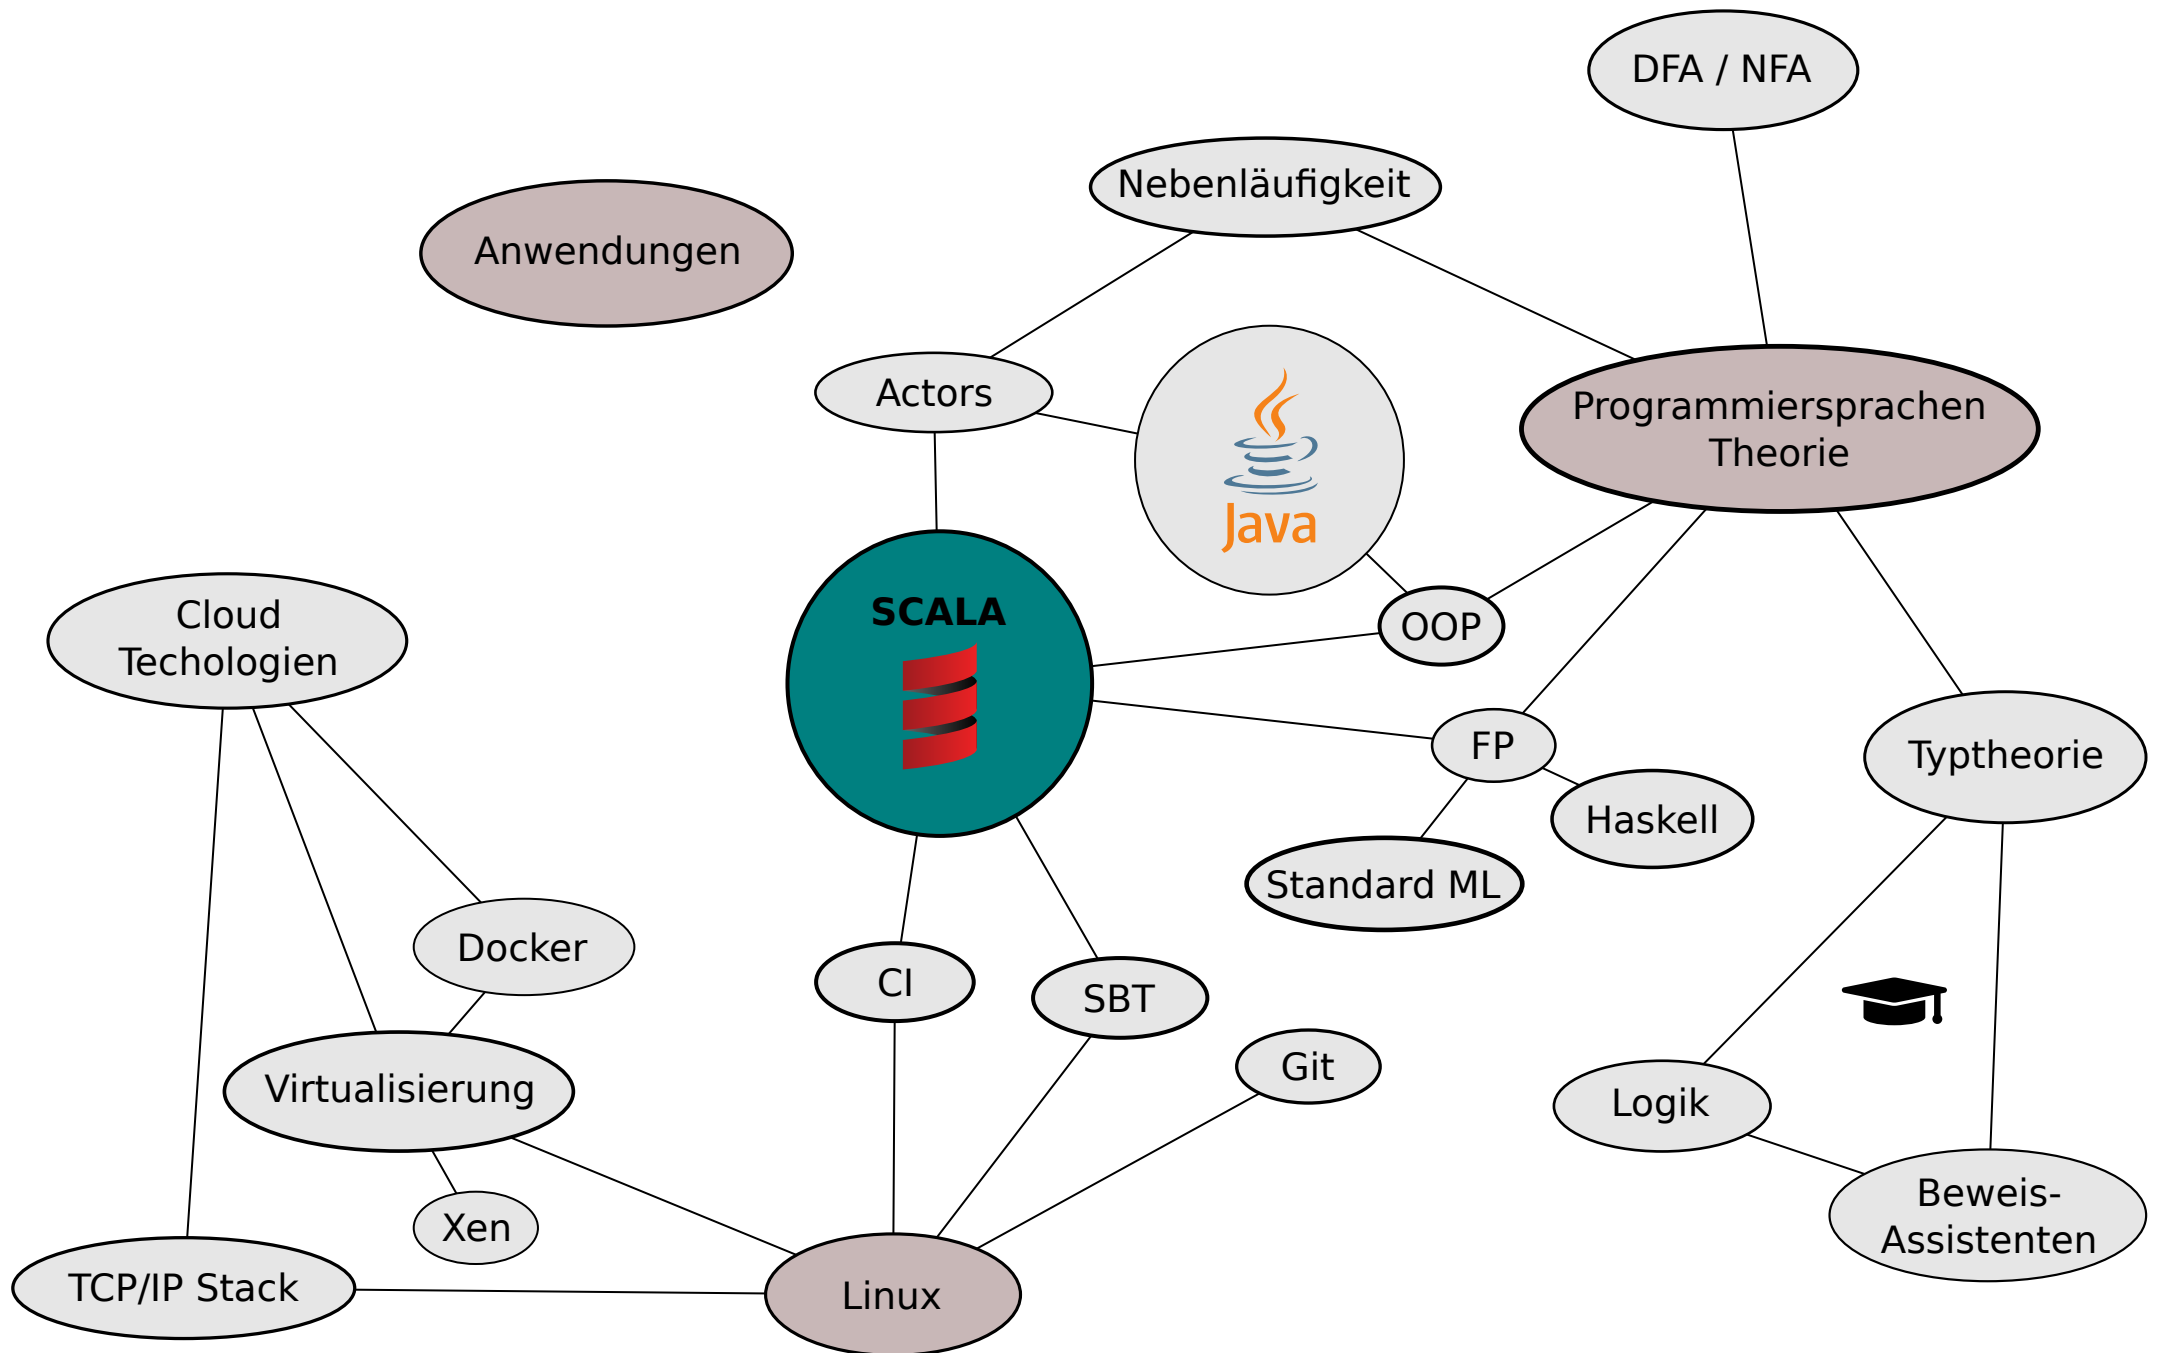 DFA / NFA
Nebenläufigkeit
Anwendungen
Actors
Java
Programmiersprachen
Theorie
SCALA
OOP
Cloud
Techologien
FP
Typtheorie
Haskell
Standard ML
Docker
CI
SBT
Git
Virtualisierung
Logik
Xen
Beweis-
Assistenten
TCP/IP Stack
Linux